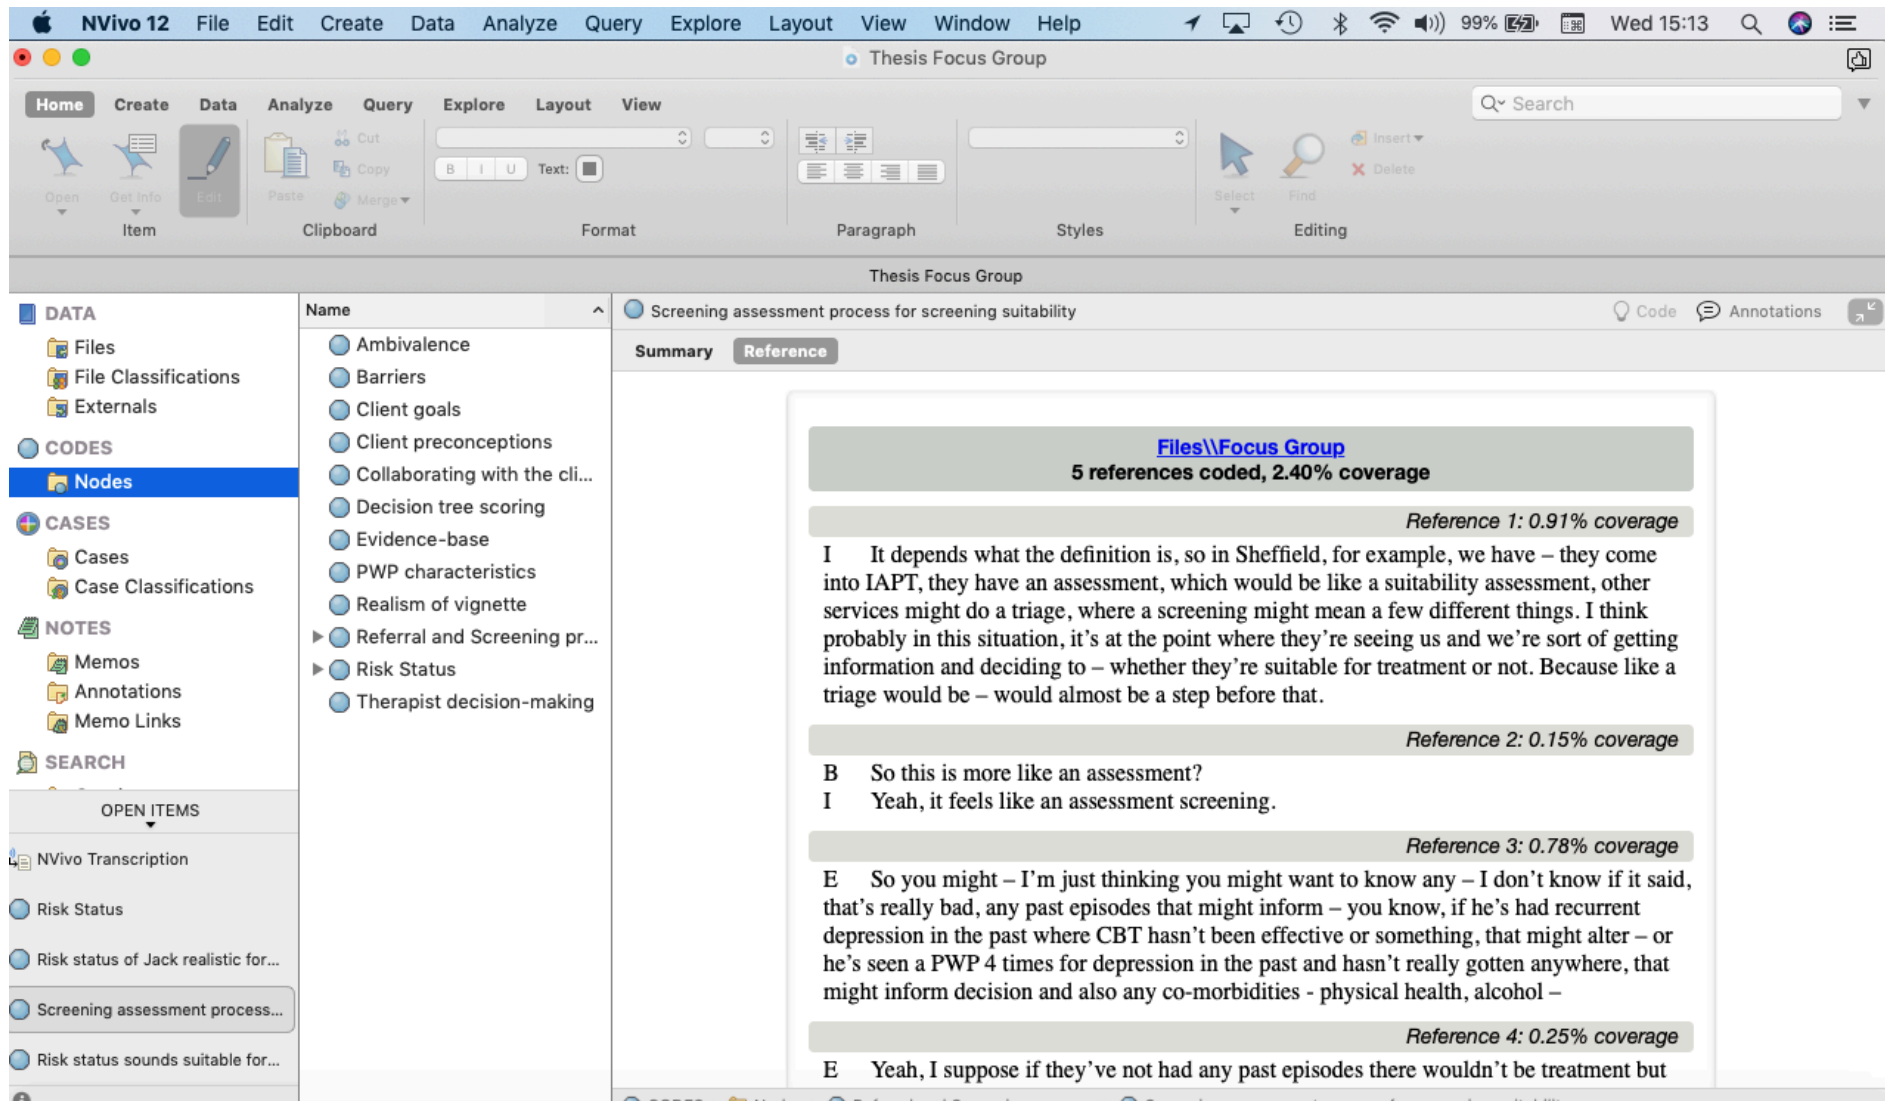 NVivo 12 File Edit Create Data Analyze Query Explore Layout View Window Help 99% Wed 15:13
Thesis Focus Group
Home Create Data Analyze Query Explore Layout View Search
Open Get Info Edit Paste Cut Copy Merge B I U Text: Select Find Insert Delete
Item Clipboard Format Paragraph Styles Editing
Thesis Focus Group
DATA
Files
File Classifications
Externals
CODES
Nodes
CASES
Cases
Case Classifications
NOTES
Memos
Annotations
Memo Links
SEARCH
OPEN ITEMS
NVivo Transcription
Risk Status
Risk status of Jack realistic for...
Screening assessment process...
Risk status sounds suitable for...
Name
Ambivalence
Barriers
Client goals
Client preconceptions
Collaborating with the cli...
Decision tree scoring
Evidence-base
PWP characteristics
Realism of vignette
Referral and Screening pr...
Risk Status
Therapist decision-making
Screening assessment process for screening suitability Code Annotations
Summary Reference
Files\\Focus Group
5 references coded, 2.40% coverage
Reference 1: 0.91% coverage
I It depends what the definition is, so in Sheffield, for example, we have – they come
into IAPT, they have an assessment, which would be like a suitability assessment, other
services might do a triage, where a screening might mean a few different things. I think
probably in this situation, it's at the point where they're seeing us and we're sort of getting
information and deciding to – whether they're suitable for treatment or not. Because like a
triage would be – would almost be a step before that.
Reference 2: 0.15% coverage
B So this is more like an assessment?
I Yeah, it feels like an assessment screening.
Reference 3: 0.78% coverage
E So you might – I'm just thinking you might want to know any – I don't know if it said,
that's really bad, any past episodes that might inform – you know, if he's had recurrent
depression in the past where CBT hasn't been effective or something, that might alter – or
he's seen a PWP 4 times for depression in the past and hasn't really gotten anywhere, that
might inform decision and also any co-morbidities - physical health, alcohol –
Reference 4: 0.25% coverage
E Yeah, I suppose if they've not had any past episodes there wouldn't be treatment but